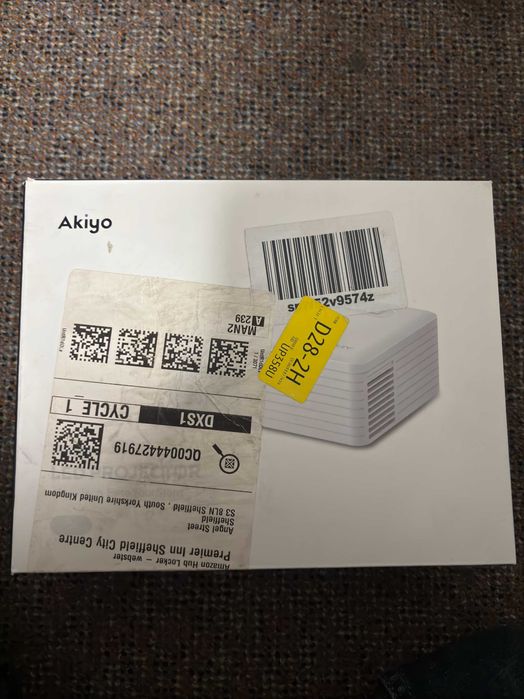 Akiyo
MAN2
A 239
D28-2H
UP358U
DXS1
CYCLE 1
QC0004427919
Amazon Hub Locker – webster
Premier Inn Sheffield City Centre
Angel Street
Sheffield
S3 8LN Sheffield , South Yorkshire United Kingdom